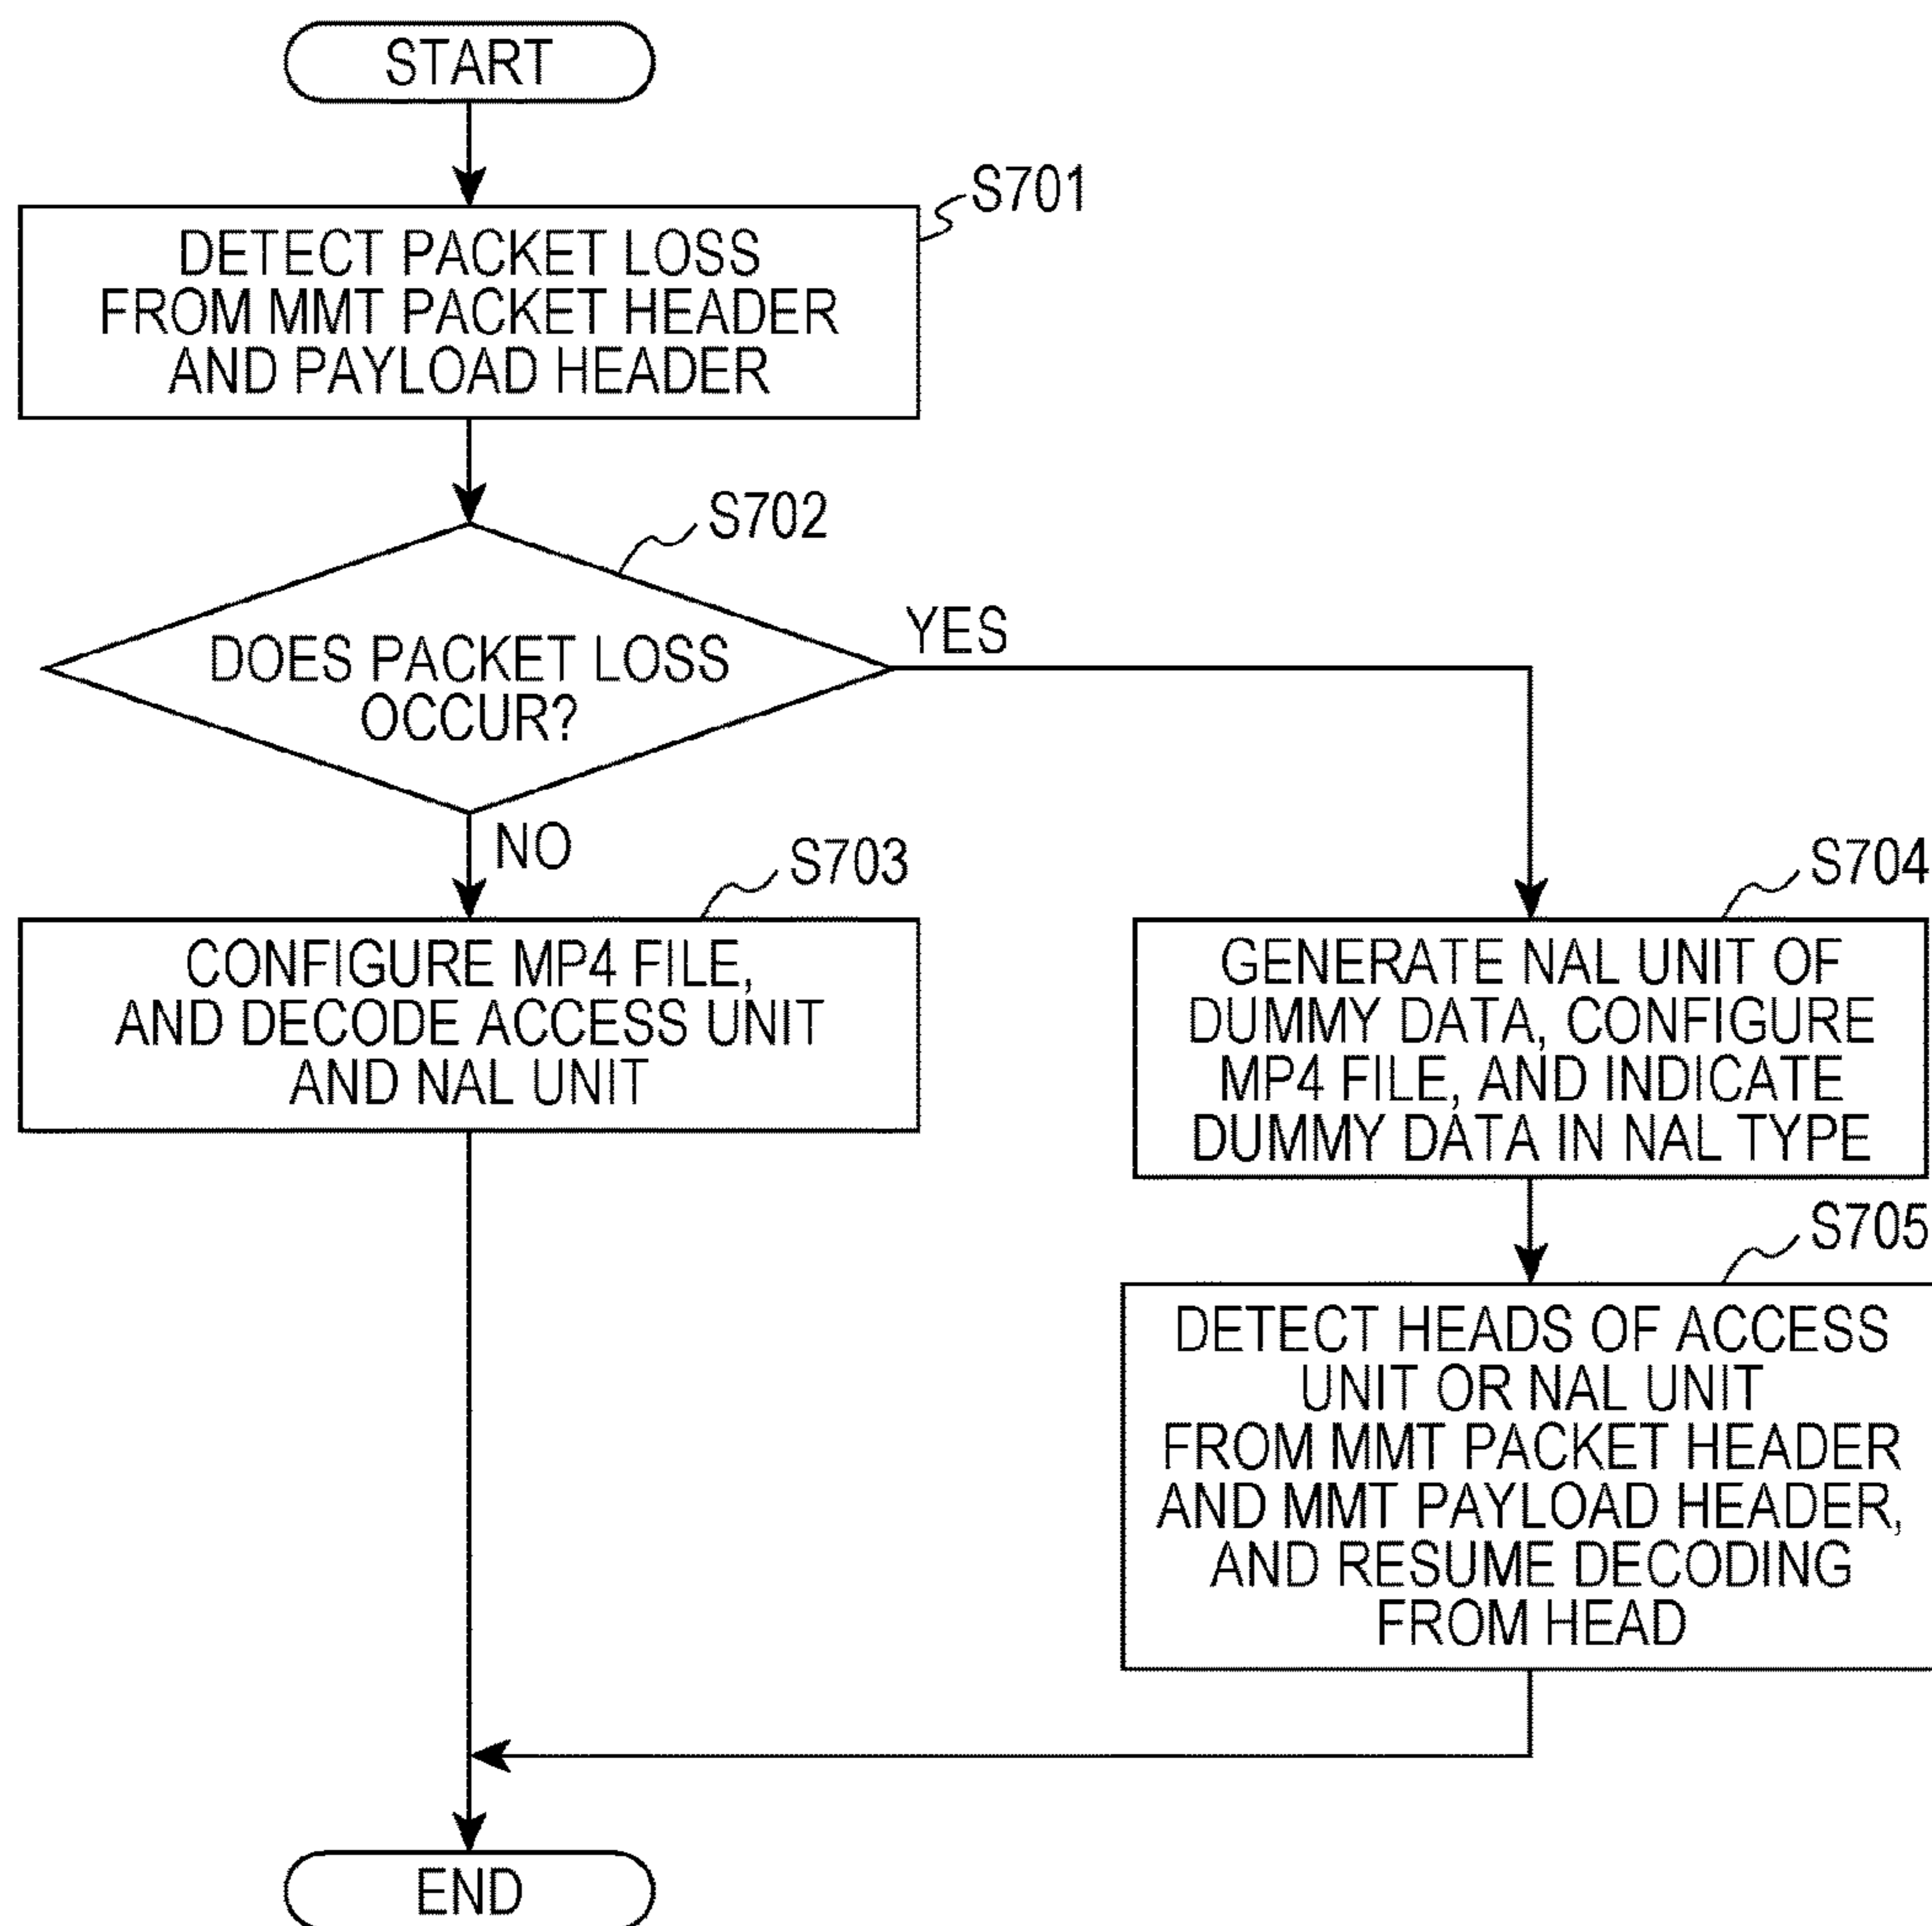 START
S701
DETECT PACKET LOSS
FROM MMT PACKET HEADER
AND PAYLOAD HEADER
S702
DOES PACKET LOSS
OCCUR?
YES
NO
S703
CONFIGURE MP4 FILE,
AND DECODE ACCESS UNIT
AND NAL UNIT
S704
GENERATE NAL UNIT OF
DUMMY DATA, CONFIGURE
MP4 FILE, AND INDICATE
DUMMY DATA IN NAL TYPE
S705
DETECT HEADS OF ACCESS
UNIT OR NAL UNIT
FROM MMT PACKET HEADER
AND MMT PAYLOAD HEADER,
AND RESUME DECODING
FROM HEAD
END